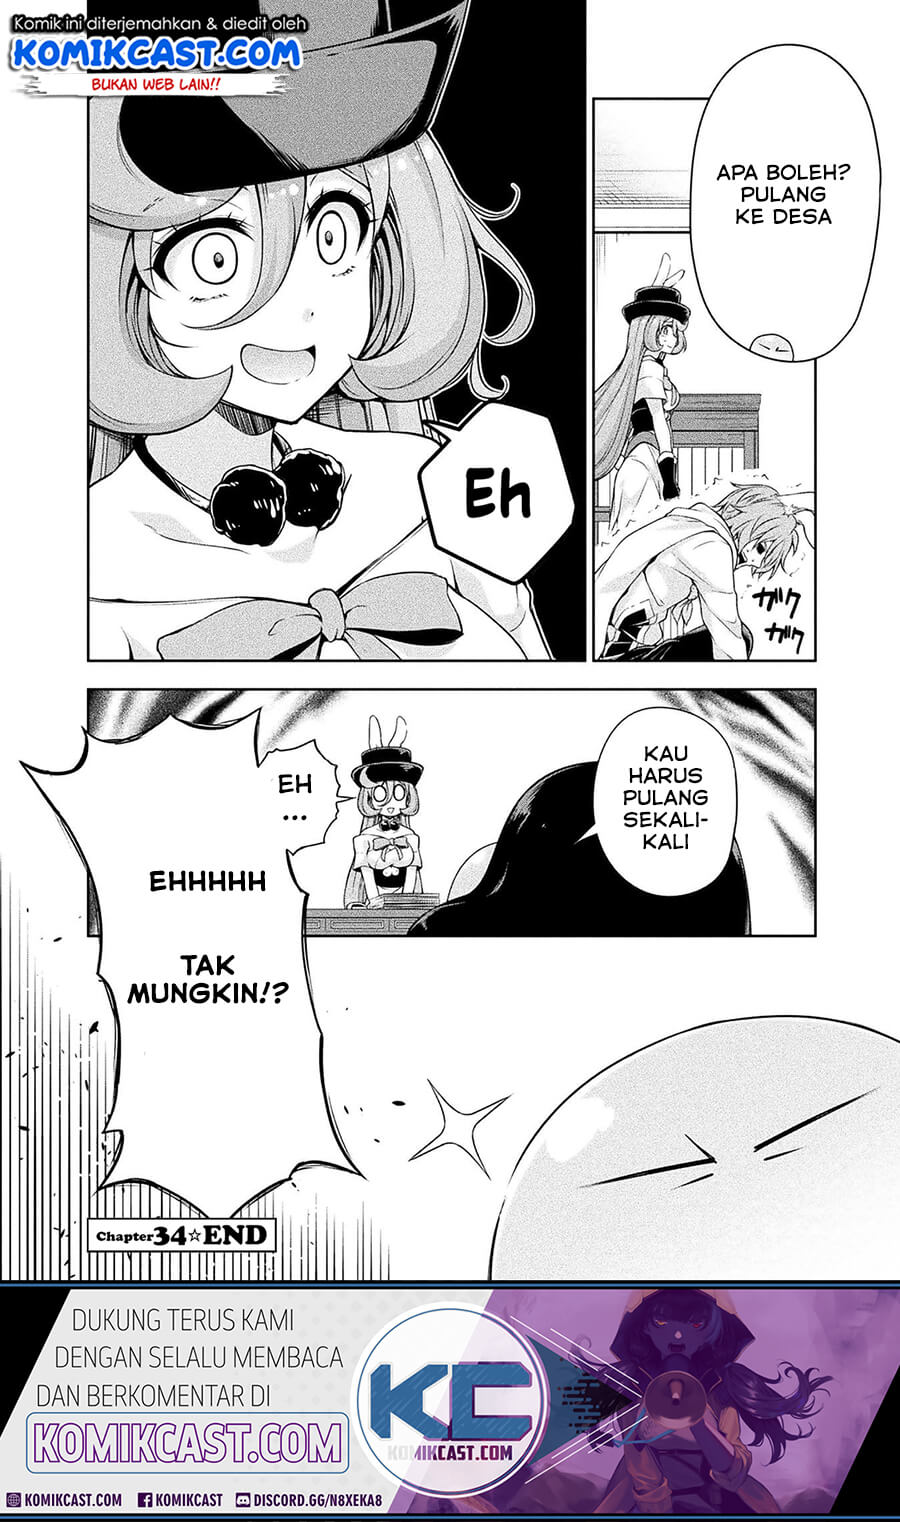 Komik ini diterjemahkan & diedit oleh
KOMIKCAST.COM
BUKAN WEB LAIN!!
APA BOLEH?
PULANG
KE DESA
Eh
ガク
ガク
KAU
HARUS
PULANG
SEKALI-
KALI
EH
...
EHHHHH
TAK
MUNGKIN!?
Chapter34☆END
DUKUNG TERUS KAMI
DENGAN SELALU MEMBACA
DAN BERKOMENTAR DI
KOMIKCAST.COM
KC
KOMIKCAST.COM
KOMIKCAST.COM
KOMIKCAST
DISCORD.GG/N8XEKA8